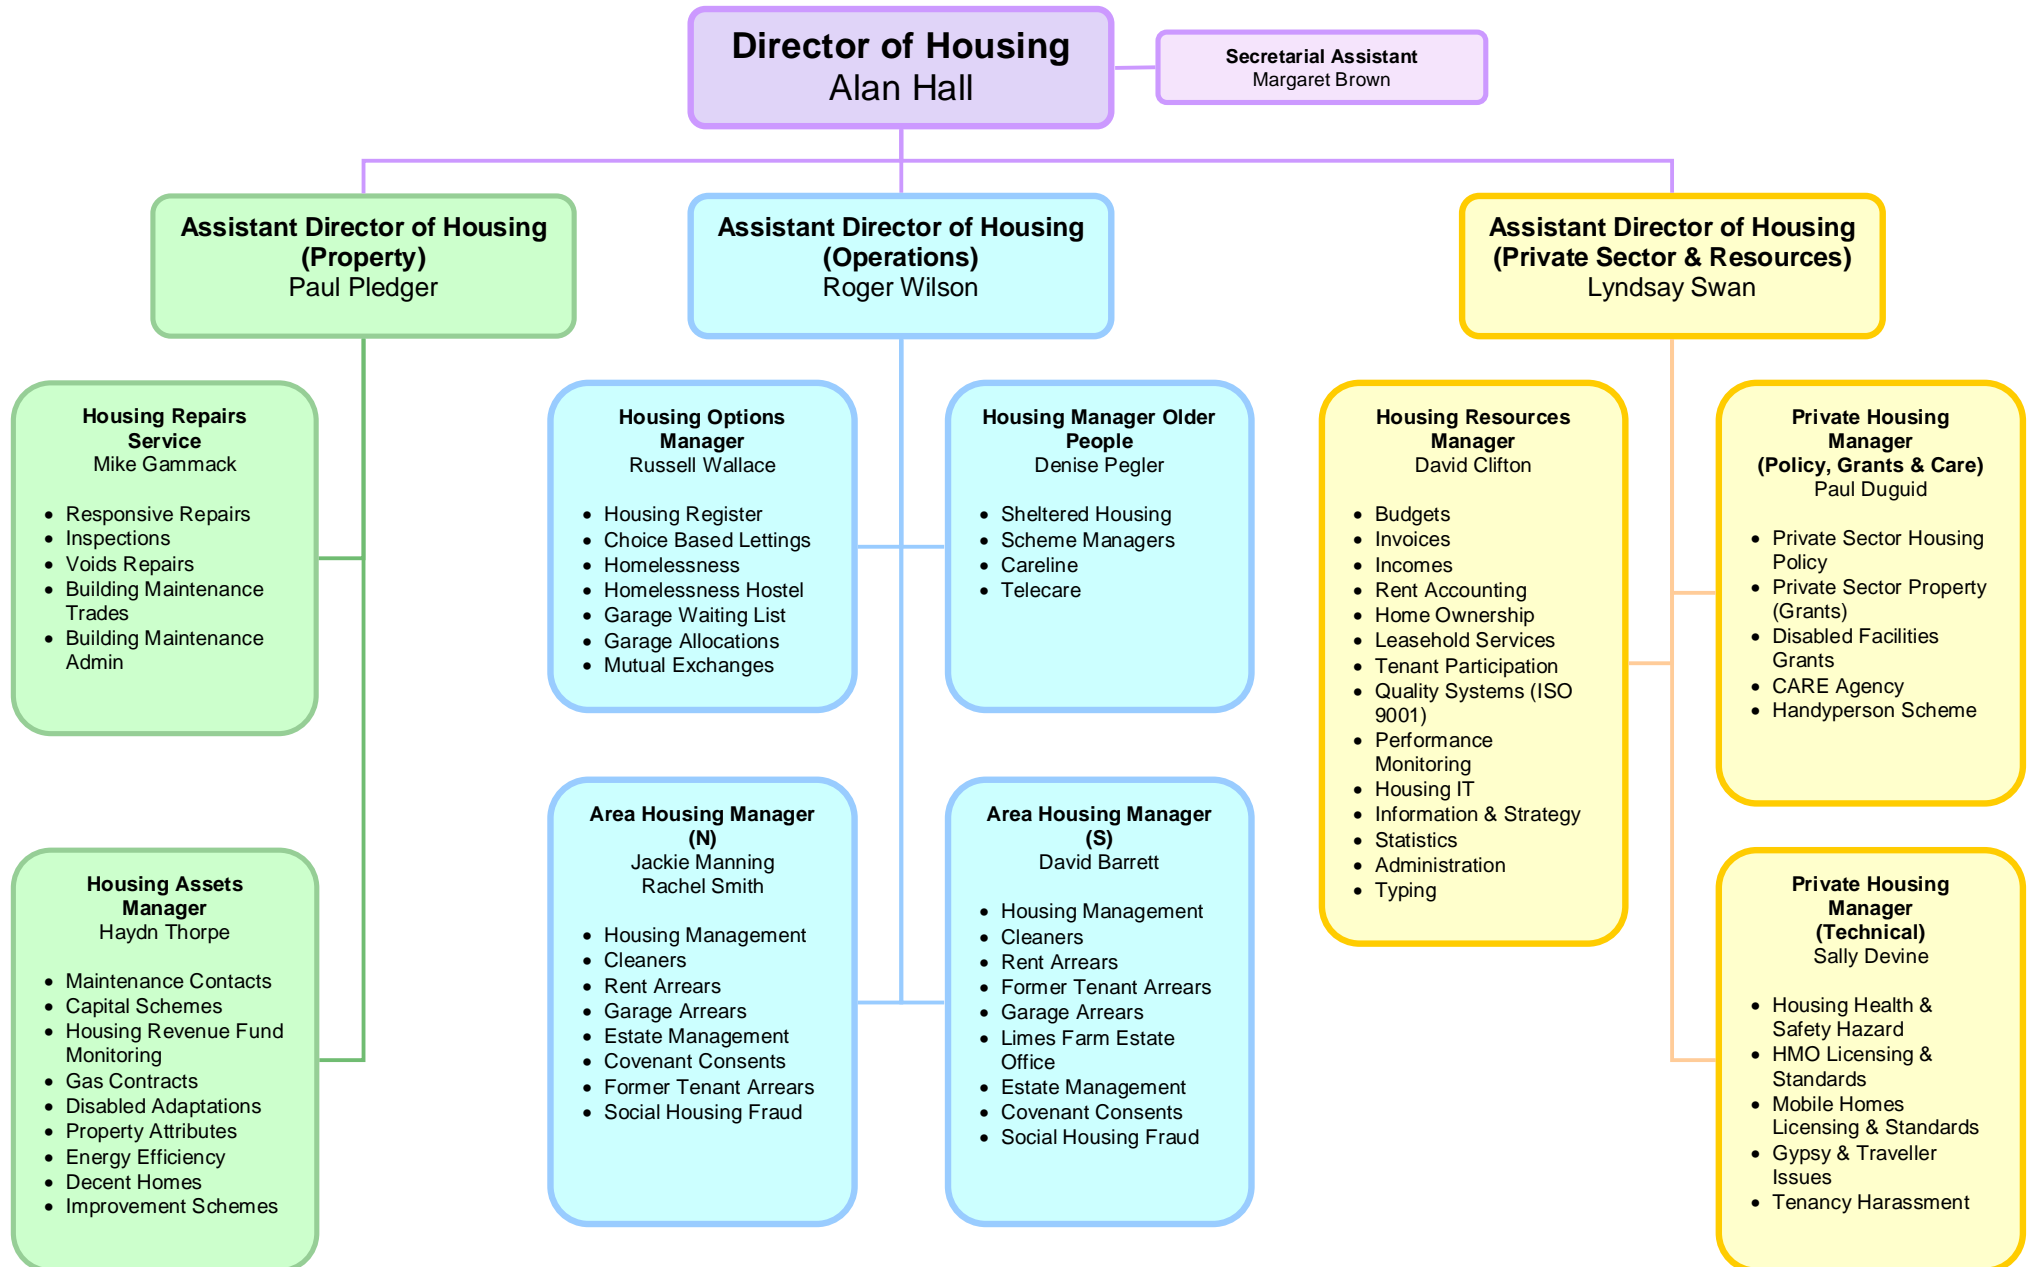 Director of Housing
Alan Hall
Secretarial Assistant
Margaret Brown
Assistant Director of Housing
(Property)
Paul Pledger
Assistant Director of Housing
(Operations)
Roger Wilson
Assistant Director of Housing
(Private Sector & Resources)
Lyndsay Swan
Housing Repairs
Service
Mike Gammack
• Responsive Repairs
• Inspections
• Voids Repairs
• Building Maintenance
Trades
• Building Maintenance
Admin
Housing Assets
Manager
Haydn Thorpe
• Maintenance Contacts
• Capital Schemes
• Housing Revenue Fund
Monitoring
• Gas Contracts
• Disabled Adaptations
• Property Attributes
• Energy Efficiency
• Decent Homes
• Improvement Schemes
Housing Options
Manager
Russell Wallace
• Housing Register
• Choice Based Lettings
• Homelessness
• Homelessness Hostel
• Garage Waiting List
• Garage Allocations
• Mutual Exchanges
Housing Manager Older
People
Denise Pegler
• Sheltered Housing
• Scheme Managers
• Careline
• Telecare
Area Housing Manager
(N)
Jackie Manning
Rachel Smith
• Housing Management
• Cleaners
• Rent Arrears
• Garage Arrears
• Estate Management
• Covenant Consents
• Former Tenant Arrears
• Social Housing Fraud
Area Housing Manager
(S)
David Barrett
• Housing Management
• Cleaners
• Rent Arrears
• Former Tenant Arrears
• Garage Arrears
• Limes Farm Estate
Office
• Estate Management
• Covenant Consents
• Social Housing Fraud
Housing Resources
Manager
David Clifton
• Budgets
• Invoices
• Incomes
• Rent Accounting
• Home Ownership
• Leasehold Services
• Tenant Participation
• Quality Systems (ISO
9001)
• Performance
Monitoring
• Housing IT
• Information & Strategy
• Statistics
• Administration
• Typing
Private Housing
Manager
(Policy, Grants & Care)
Paul Duguid
• Private Sector Housing
Policy
• Private Sector Property
(Grants)
• Disabled Facilities
Grants
• CARE Agency
• Handyperson Scheme
Private Housing
Manager
(Technical)
Sally Devine
• Housing Health &
Safety Hazard
• HMO Licensing &
Standards
• Mobile Homes
Licensing & Standards
• Gypsy & Traveller
Issues
• Tenancy Harassment